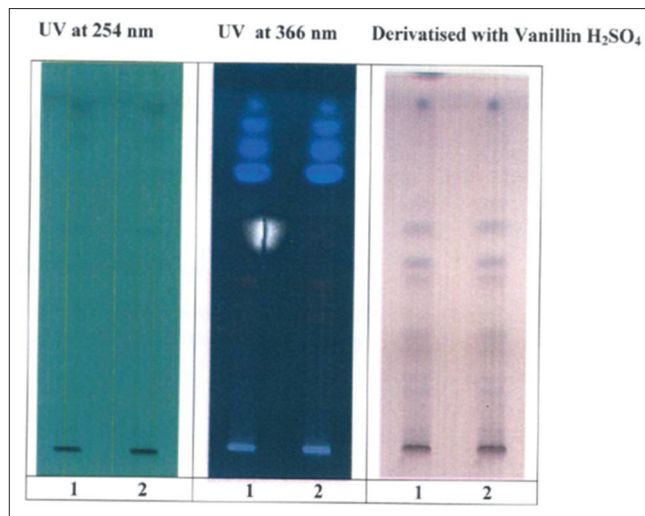 UV at 254 nm
UV at 366 nm
Derivatised with Vanillin H₂SO₄
1 2
1 2
1 2